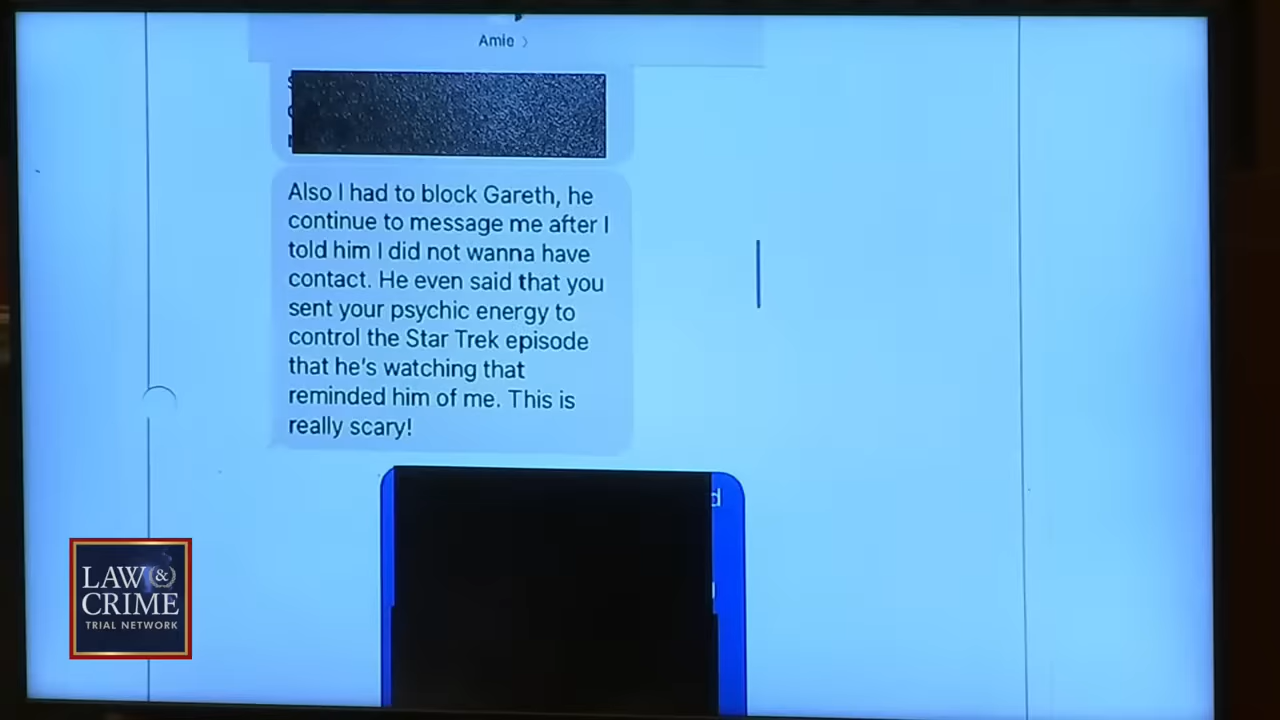 Amie >
Also I had to block Gareth, he
continue to message me after I
told him I did not wanna have
contact. He even said that you
sent your psychic energy to
control the Star Trek episode
that he's watching that
reminded him of me. This is
really scary!
d
LAW &
CRIME
TRIAL NETWORK